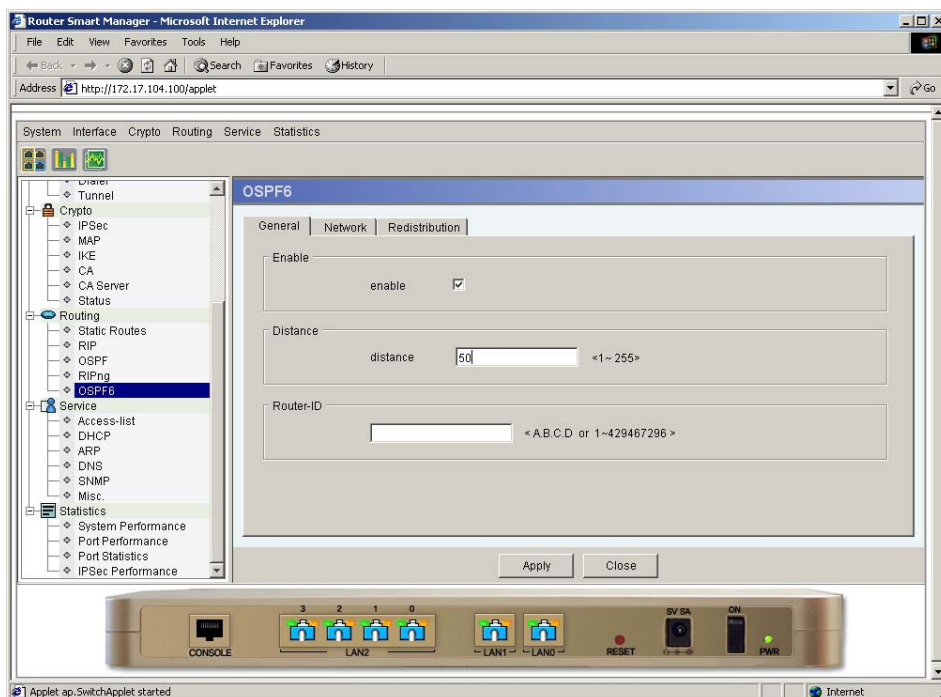 Router Smart Manager - Microsoft Internet Explorer
File Edit View Favorites Tools Help
Back Search Favorites History
Address http://172.17.104.100/applet Go
System Interface Crypto Routing Service Statistics
Dialer
Tunnel
Crypto
IPSec
MAP
IKE
CA
CA Server
Status
Routing
Static Routes
RIP
OSPF
RIPng
OSPF6
Service
Access-list
DHCP
ARP
DNS
SNMP
Misc.
Statistics
System Performance
Port Performance
Port Statistics
IPSec Performance
OSPF6
General Network Redistribution
Enable
enable
Distance
distance 50 <1~ 255>
Router-ID
< A.B.C.D or 1~429467296 >
Apply Close
3 2 1 0
CONSOLE LAN2 LAN1 LAN0 RESET 5V 5A ON PWR
Applet ap.SwitchApplet started Internet